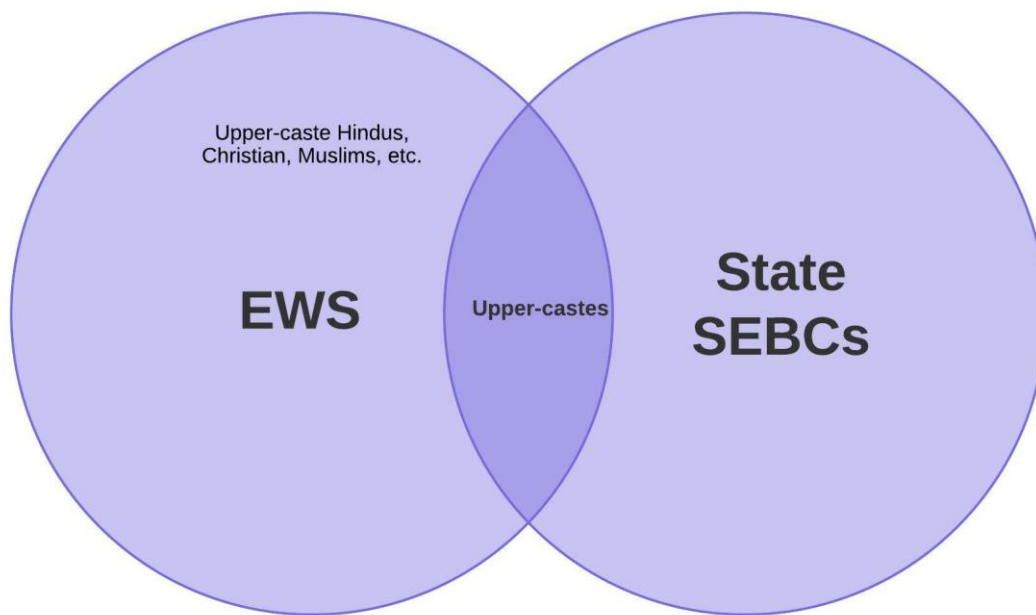 Upper-caste Hindus,
Christian, Muslims, etc.
EWS
Upper-castes
State
SEBCs